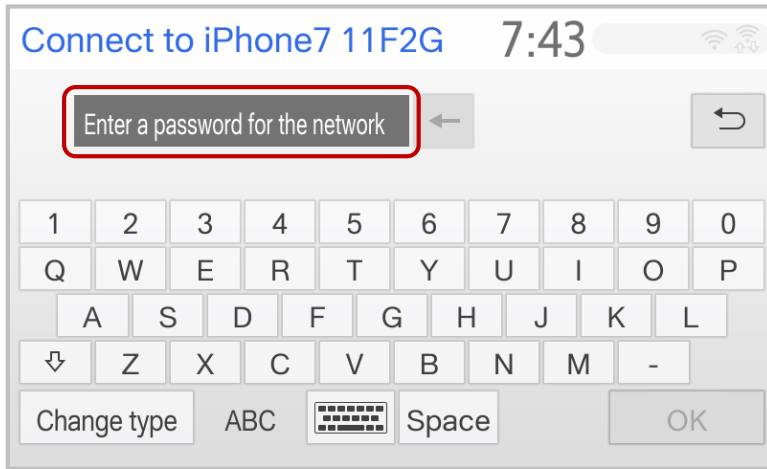 Connect to iPhone7 11F2G 7:43
Enter a password for the network
1 2 3 4 5 6 7 8 9 0
Q W E R T Y U I O P
A S D F G H J K L
Z X C V B N M -
Change type ABC Space OK